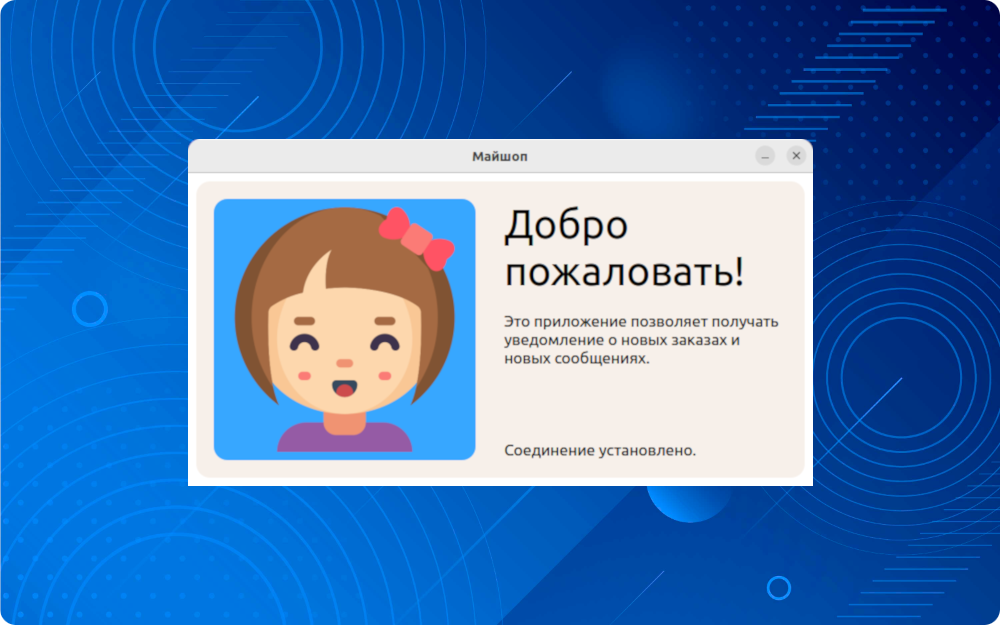 Майшоп
Добро
пожаловать!
Это приложение позволяет получать
уведомление о новых заказах и
новых сообщениях.
Соединение установлено.